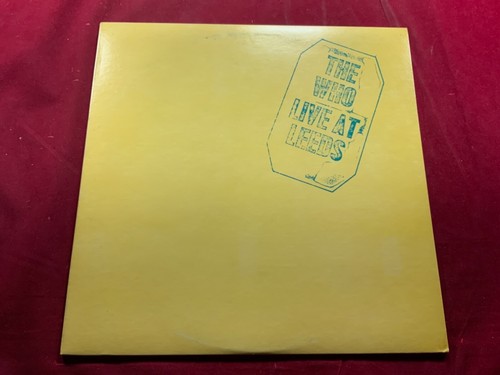 THE
WHO
LIVE AT
LEEDS